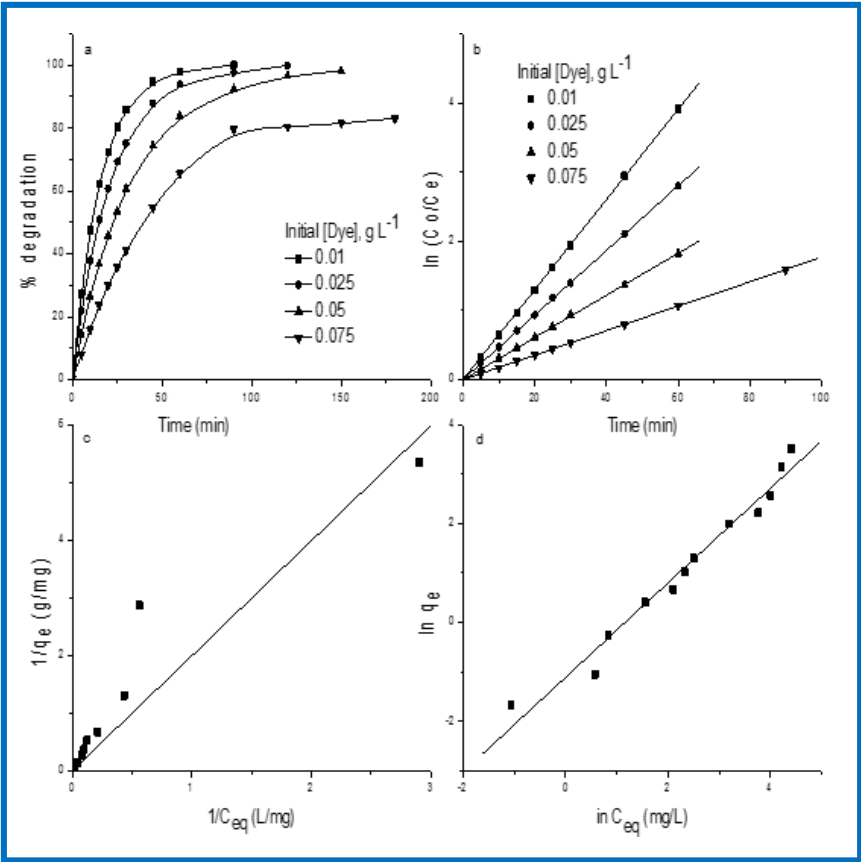 a
% degradation
100
80
60
40
20
0
Initial [Dye], g L-1
0.01
0.025
0.05
0.075
0 50 100 150 200
Time (min)
b
ln (Co/Ce)
4
2
0
Initial [Dye], g L-1
0.01
0.025
0.05
0.075
0 20 40 60 80 100
Time (min)
c
1/qe (g/mg)
6
4
2
0
0 1 2 3
1/Ceq (L/mg)
d
ln qe
4
2
0
-2
-2 0 2 4
in Ceq (mg/L)